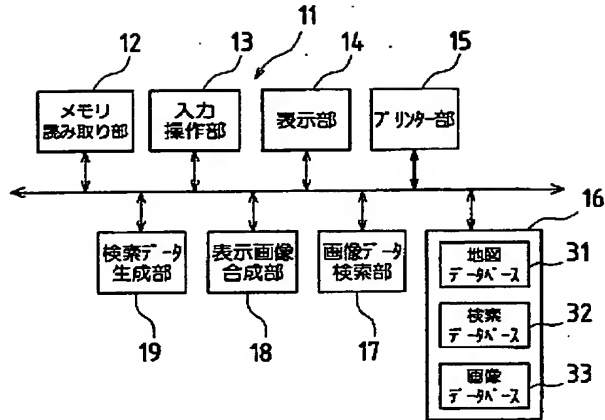 11
12
13
14
15
メモリ
読み取り部
入力
操作部
表示部
プリンター部
16
検索データ
生成部
表示画像
合成部
画像データ
検索部
地図
データベース
31
検索
データベース
32
画像
データベース
33
19
18
17